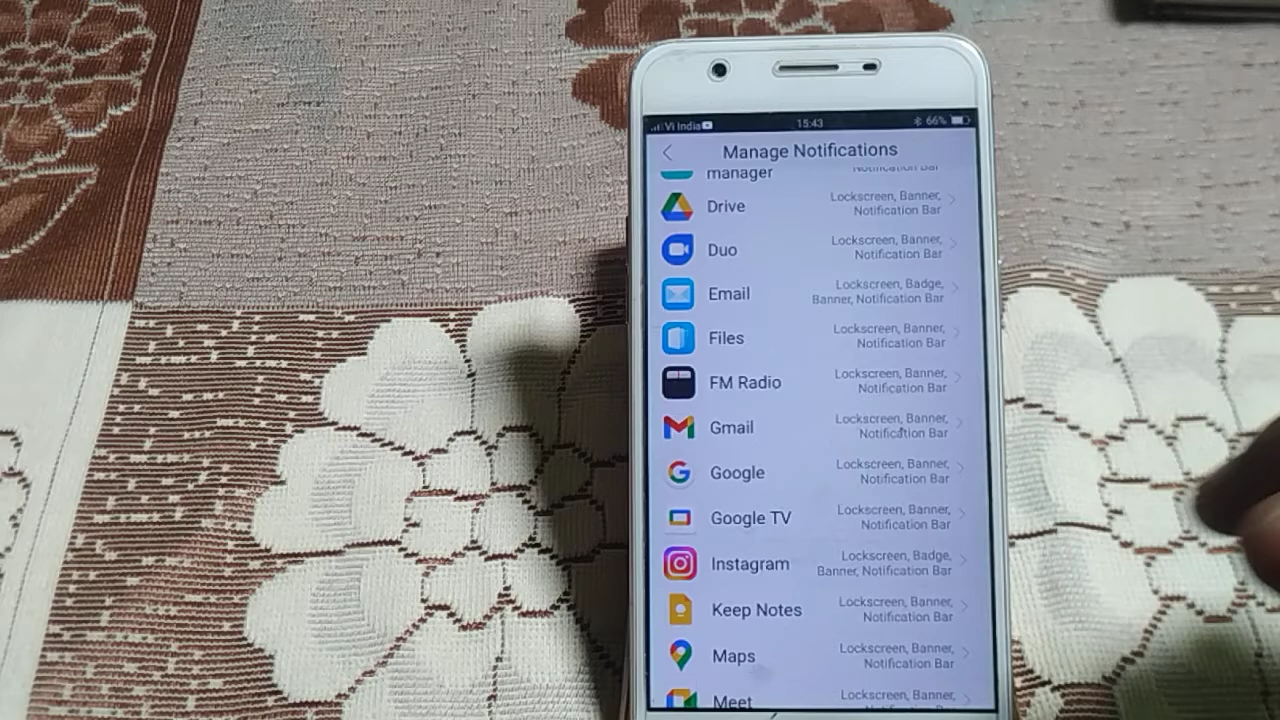 Vi India 15:43 66%
Manage Notifications
manager Notification Bar
Drive Lockscreen, Banner,
Notification Bar
Duo Lockscreen, Banner,
Notification Bar
Email Lockscreen, Badge,
Banner, Notification Bar
Files Lockscreen, Banner,
Notification Bar
FM Radio Lockscreen, Banner,
Notification Bar
Gmail Lockscreen, Banner,
Notification Bar
Google Lockscreen, Banner,
Notification Bar
Google TV Lockscreen, Banner,
Notification Bar
Instagram Lockscreen, Badge,
Banner, Notification Bar
Keep Notes Lockscreen, Banner,
Notification Bar
Maps Lockscreen, Banner,
Notification Bar
Meet Lockscreen, Banner,